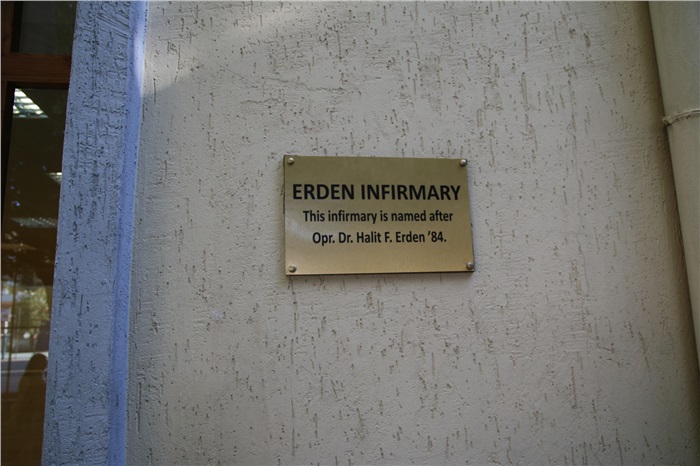 ERDEN INFIRMARY
This infirmary is named after
Opr. Dr. Halit F. Erden '84.